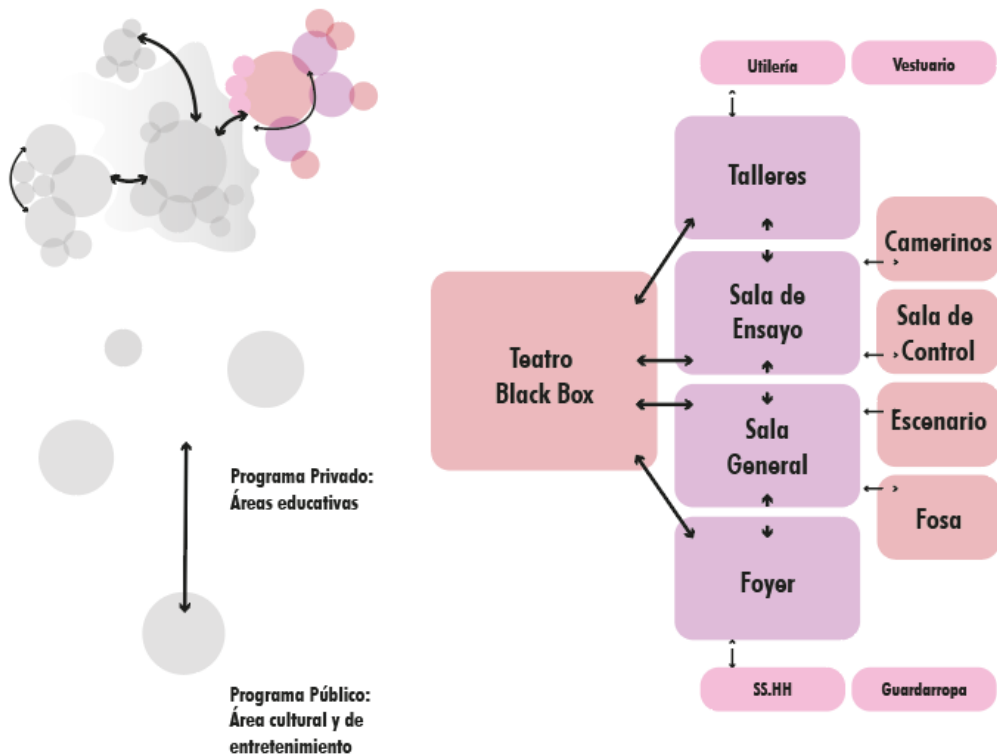 Utilería
Vestuario
Talleres
Camerinos
Sala de
Ensayo
Sala de
Control
Teatro
Black Box
Escenario
Sala
General
Programa Privado:
Áreas educativas
Fosa
Foyer
SS.HH
Guardarropa
Programa Público:
Área cultural y de
entretenimiento